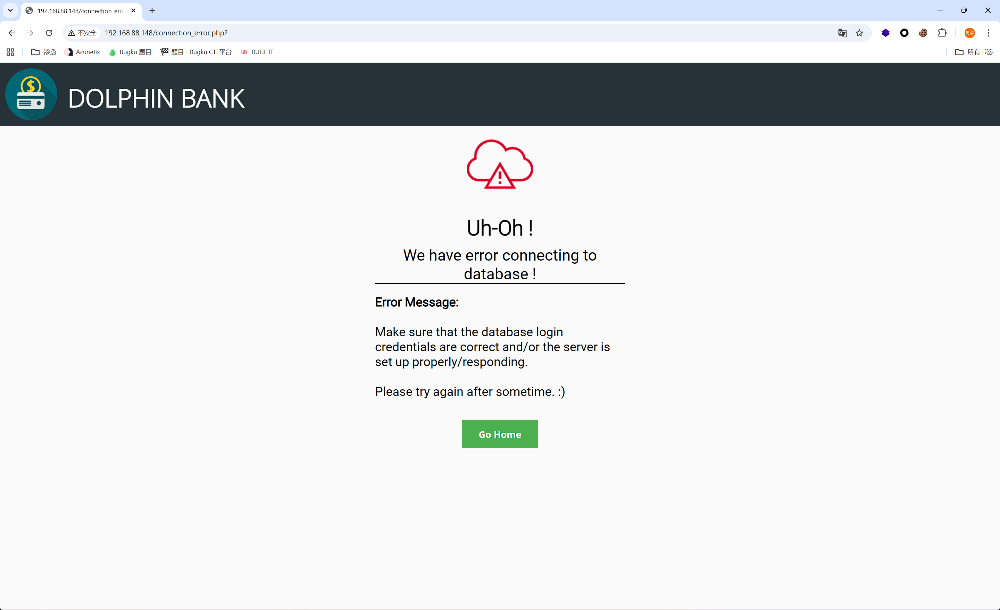 192.168.88.148/connection_erro
不安全
192.168.88.148/connection_error.php?
吴睿
渗透
Acunetix
Bugku 题目
题目 - Bugku CTF平台
BUUCTF
所有书签
$
DOLPHIN BANK
!
Uh-Oh !
We have error connecting to
database !
Error Message:
Make sure that the database login
credentials are correct and/or the server is
set up properly/responding.
Please try again after sometime. :)
Go Home